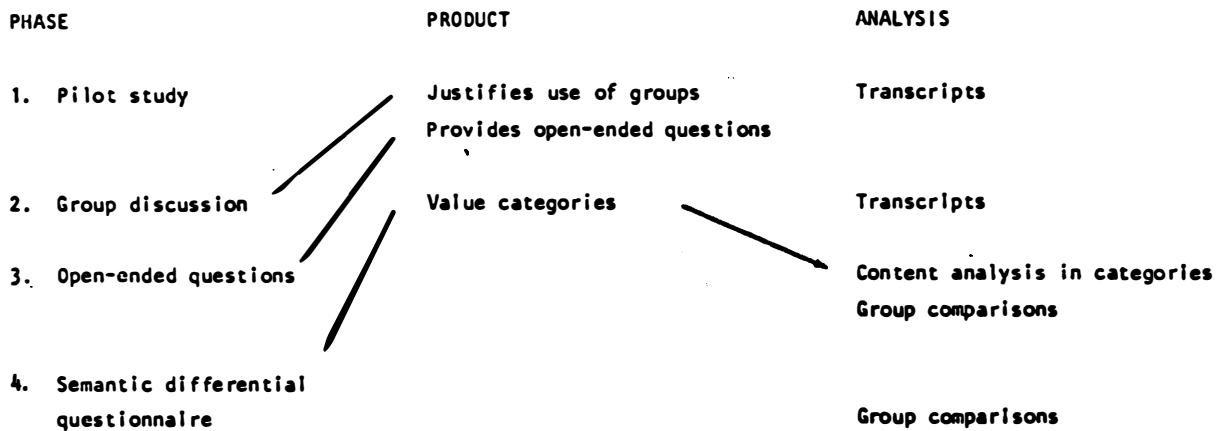 PHASE PRODUCT ANALYSIS
1. Pilot study Justifies use of groups Transcripts
Provides open-ended questions
2. Group discussion Value categories Transcripts
3. Open-ended questions Content analysis in categories
Group comparisons
4. Semantic differential
questionnaire Group comparisons